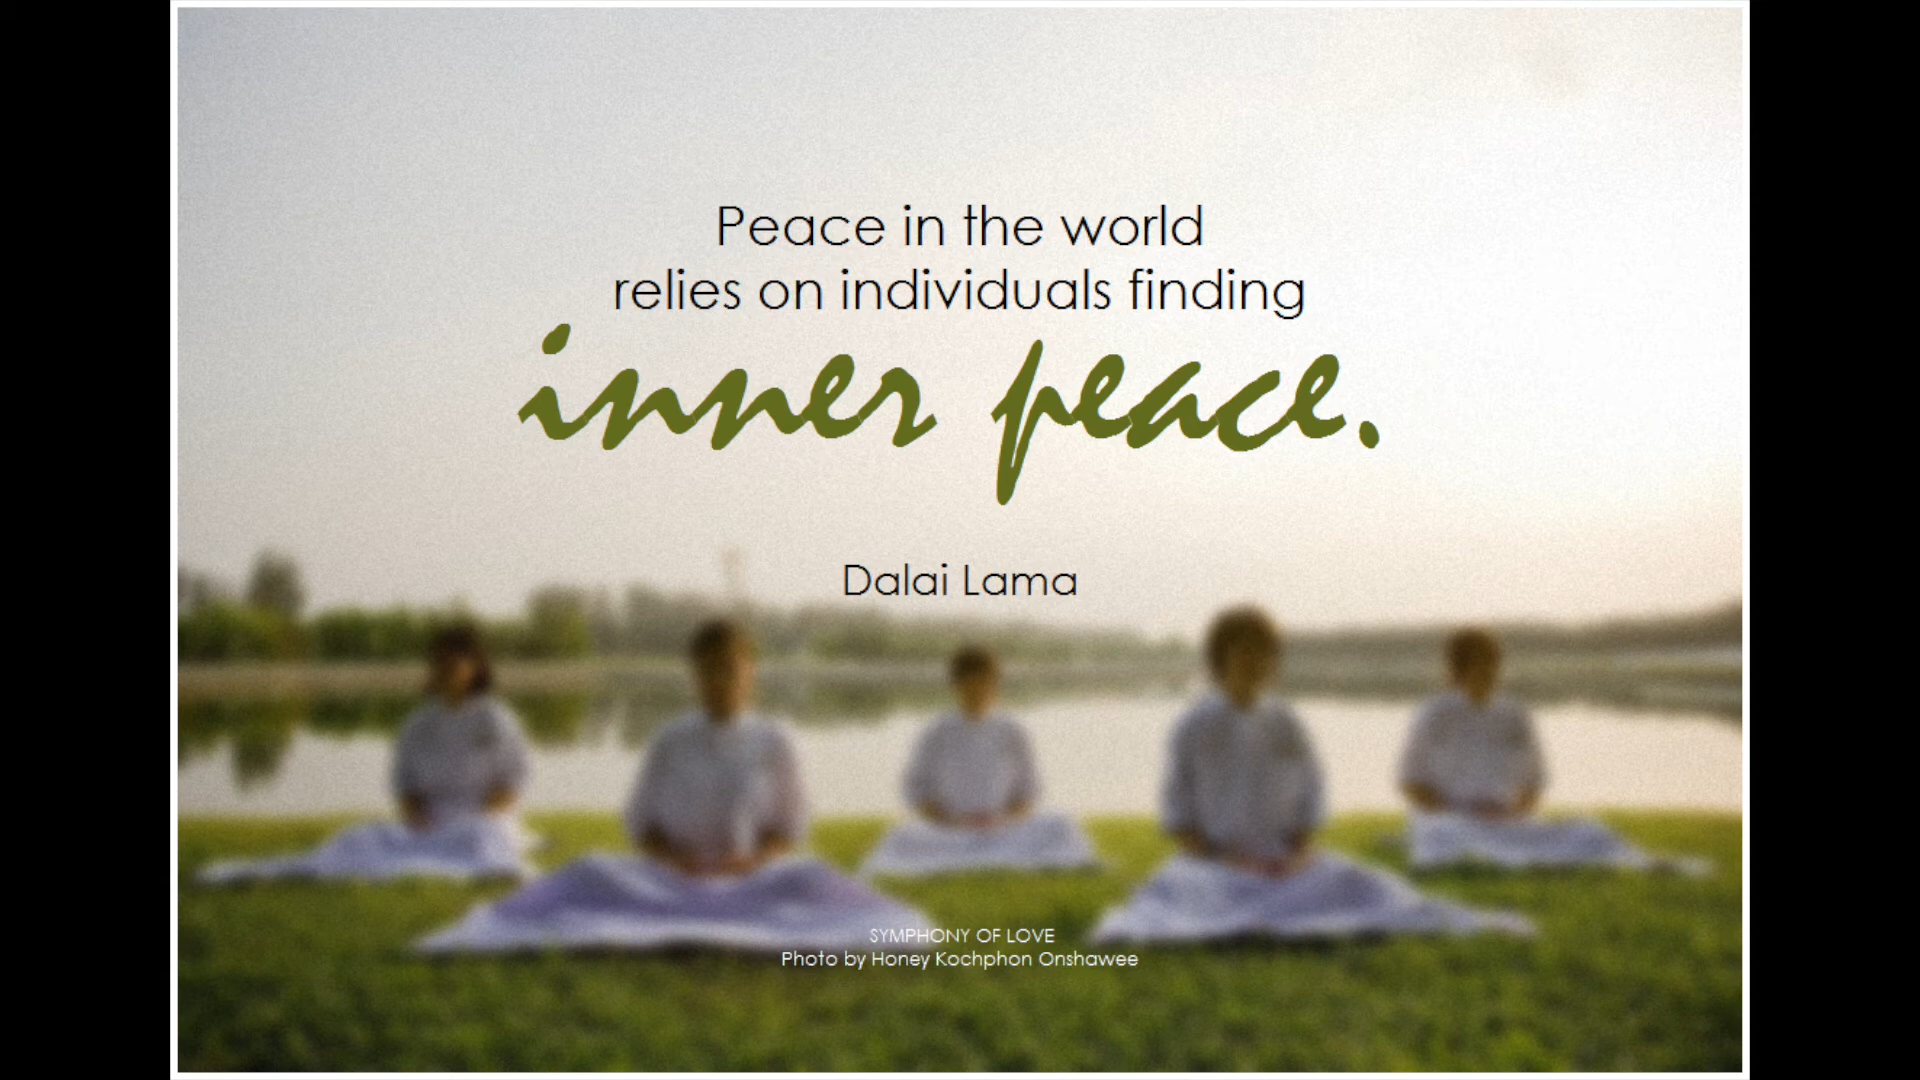 Peace in the world
relies on individuals finding
inner peace.
Dalai Lama
SYMPHONY OF LOVE
Photo by Honey Kochphon Onshawee